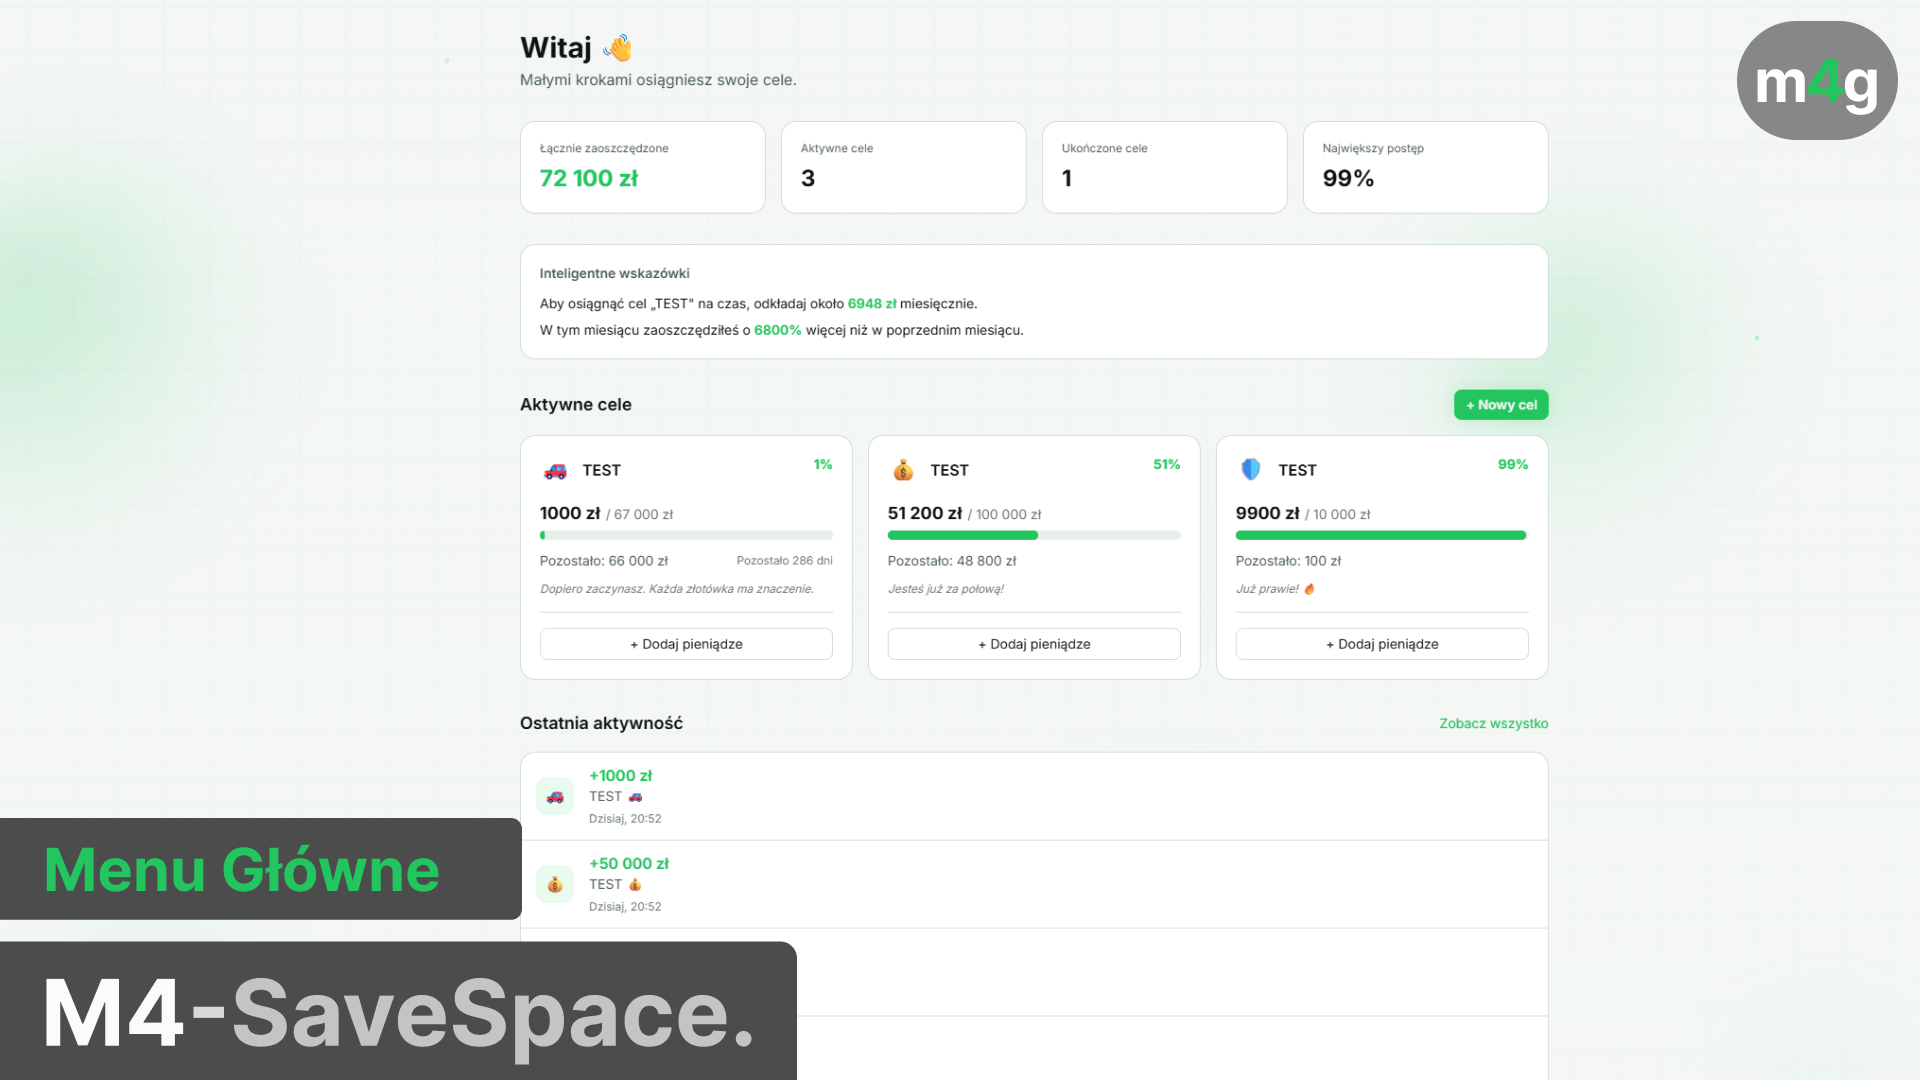 Witaj 👋
Małymi krokami osiągniesz swoje cele.
m4g
Łącznie zaoszczędzone
72 100 zł
Aktywne cele
3
Ukończone cele
1
Największy postęp
99%
Inteligentne wskazówki
Aby osiągnąć cel „TEST" na czas, odkładaj około 6948 zł miesięcznie.
W tym miesiącu zaoszczędziłeś o 6800% więcej niż w poprzednim miesiącu.
Aktywne cele
+ Nowy cel
TEST
1%
1000 zł / 67 000 zł
Pozostało: 66 000 zł
Pozostało 286 dni
Dopiero zaczynasz. Każda złotówka ma znaczenie.
+ Dodaj pieniądze
TEST
51%
51 200 zł / 100 000 zł
Pozostało: 48 800 zł
Jesteś już za połową!
+ Dodaj pieniądze
TEST
99%
9900 zł / 10 000 zł
Pozostało: 100 zł
Już prawie! 🔥
+ Dodaj pieniądze
Ostatnia aktywność
Zobacz wszystko
+1000 zł
TEST 🚗
Dzisiaj, 20:52
+50 000 zł
TEST 💰
Dzisiaj, 20:52
Menu Główne
M4-SaveSpace.